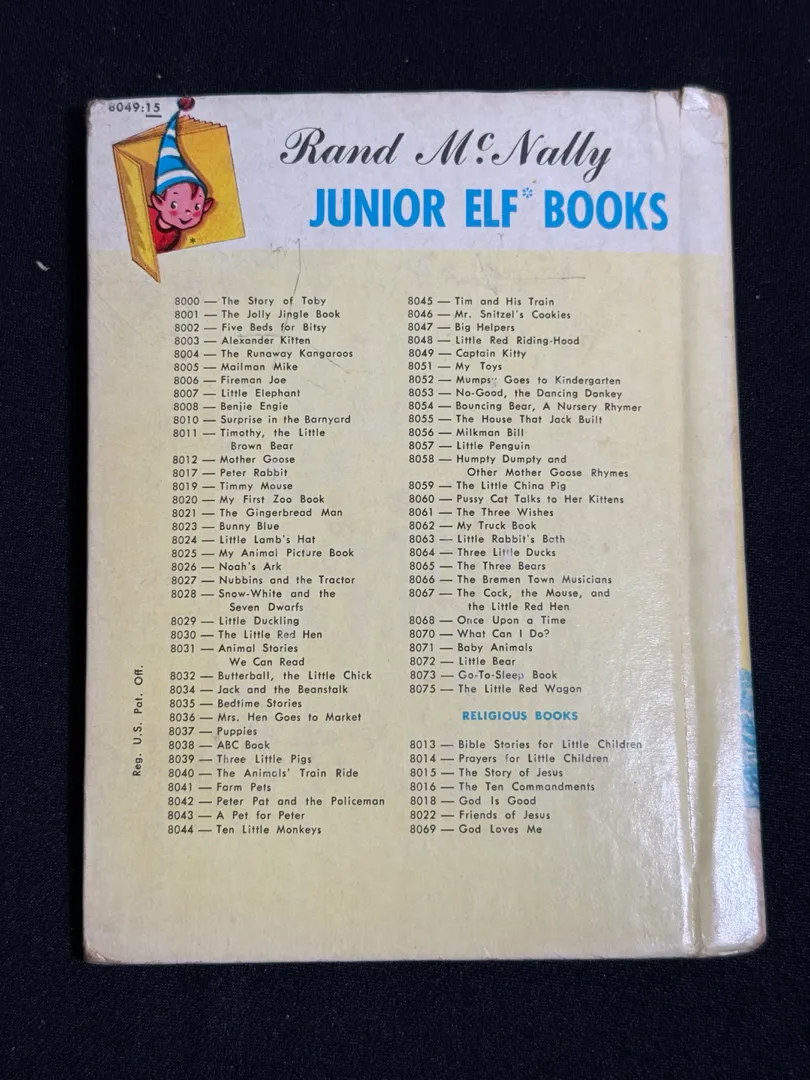 8049:15
Rand McNally
JUNIOR ELF* BOOKS
*
8000 — The Story of Toby
8001 — The Jolly Jingle Book
8002 — Five Beds for Bitsy
8003 — Alexander Kitten
8004 — The Runaway Kangaroos
8005 — Mailman Mike
8006 — Fireman Joe
8007 — Little Elephant
8008 — Benjie Engie
8010 — Surprise in the Barnyard
8011 — Timothy, the Little
Brown Bear
8012 — Mother Goose
8017 — Peter Rabbit
8019 — Timmy Mouse
8020 — My First Zoo Book
8021 — The Gingerbread Man
8023 — Bunny Blue
8024 — Little Lamb's Hat
8025 — My Animal Picture Book
8026 — Noah's Ark
8027 — Nubbins and the Tractor
8028 — Snow-White and the
Seven Dwarfs
8029 — Little Duckling
8030 — The Little Red Hen
8031 — Animal Stories
We Can Read
8032 — Butterball, the Little Chick
8034 — Jack and the Beanstalk
8035 — Bedtime Stories
8036 — Mrs. Hen Goes to Market
8037 — Puppies
8038 — ABC Book
8039 — Three Little Pigs
8040 — The Animals' Train Ride
8041 — Farm Pets
8042 — Peter Pat and the Policeman
8043 — A Pet for Peter
8044 — Ten Little Monkeys
8045 — Tim and His Train
8046 — Mr. Snitzel's Cookies
8047 — Big Helpers
8048 — Little Red Riding-Hood
8049 — Captain Kitty
8051 — My Toys
8052 — Mumpsy Goes to Kindergarten
8053 — No-Good, the Dancing Donkey
8054 — Bouncing Bear, A Nursery Rhymer
8055 — The House That Jack Built
8056 — Milkman Bill
8057 — Little Penguin
8058 — Humpty Dumpty and
Other Mother Goose Rhymes
8059 — The Little China Pig
8060 — Pussy Cat Talks to Her Kittens
8061 — The Three Wishes
8062 — My Truck Book
8063 — Little Rabbit's Bath
8064 — Three Little Ducks
8065 — The Three Bears
8066 — The Bremen Town Musicians
8067 — The Cock, the Mouse, and
the Little Red Hen
8068 — Once Upon a Time
8070 — What Can I Do?
8071 — Baby Animals
8072 — Little Bear
8073 — Go-To-Sleep Book
8075 — The Little Red Wagon
RELIGIOUS BOOKS
8013 — Bible Stories for Little Children
8014 — Prayers for Little Children
8015 — The Story of Jesus
8016 — The Ten Commandments
8018 — God Is Good
8022 — Friends of Jesus
8069 — God Loves Me
Reg. U.S. Pat. Off.